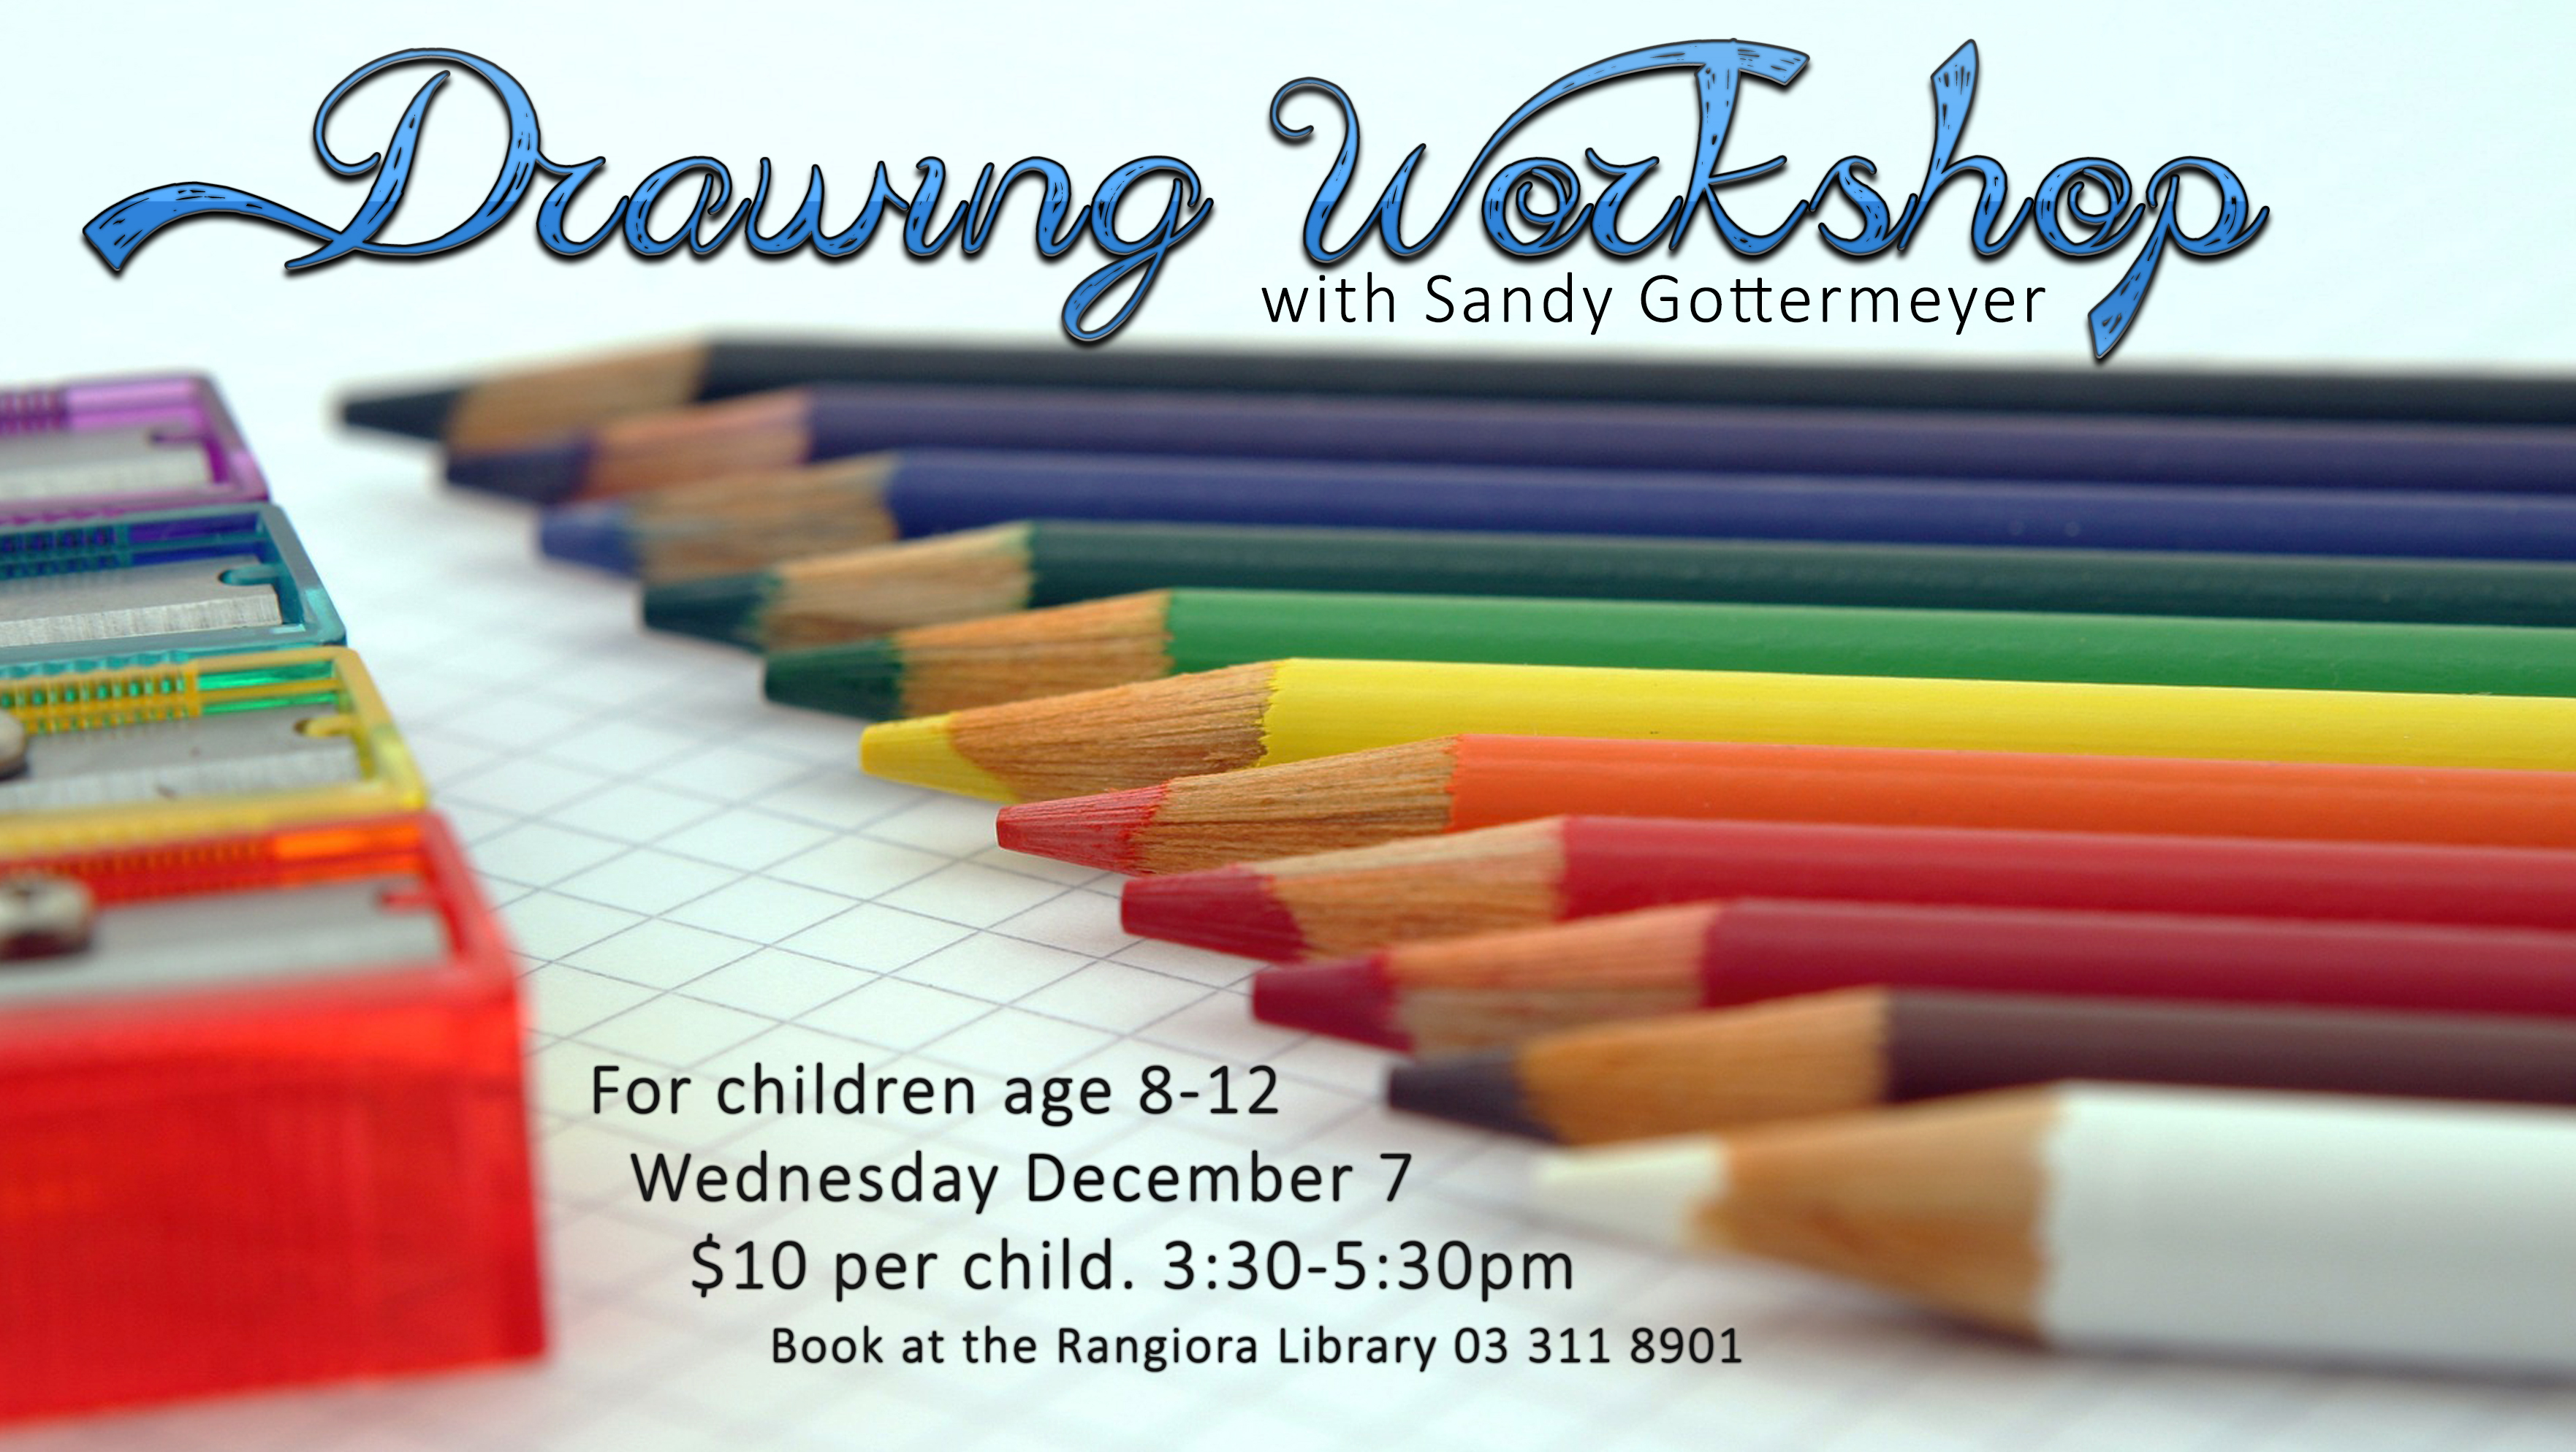 Drawing Workshop
with Sandy Gottermeyer
For children age 8-12
Wednesday December 7
$10 per child. 3:30-5:30pm
Book at the Rangiora Library 03 311 8901